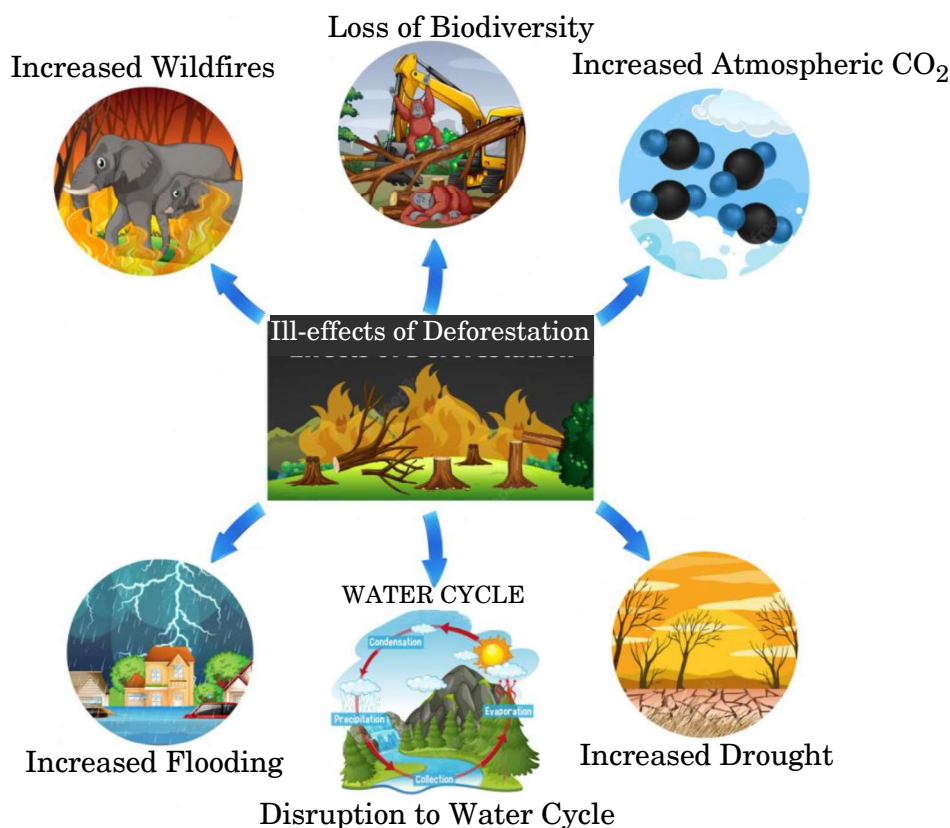 Loss of Biodiversity
Increased Wildfires
Increased Atmospheric CO₂
Ill-effects of Deforestation
WATER CYCLE
Condensation
Precipitation
Evaporation
Collection
Increased Flooding
Increased Drought
Disruption to Water Cycle